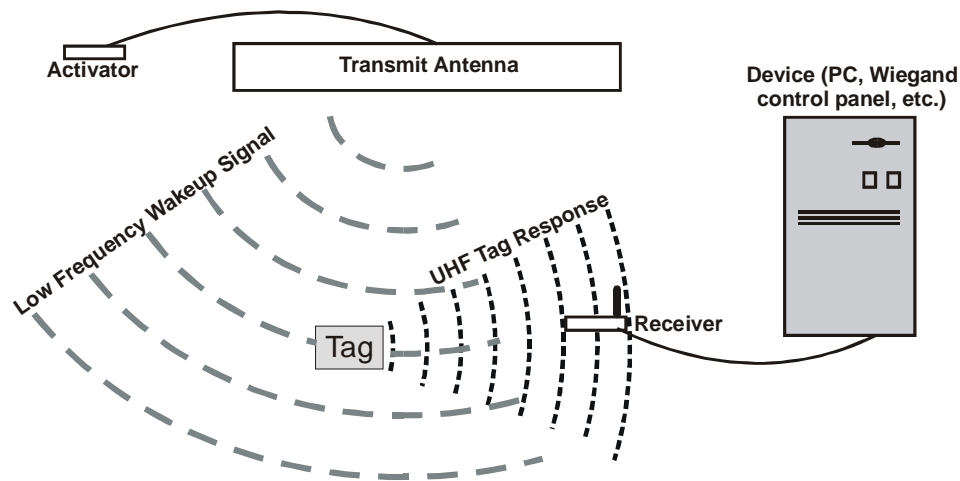 Activator
Transmit Antenna
Device (PC, Wiegand
control panel, etc.)
Low Frequency Wakeup Signal
UHF Tag Response
Tag
Receiver